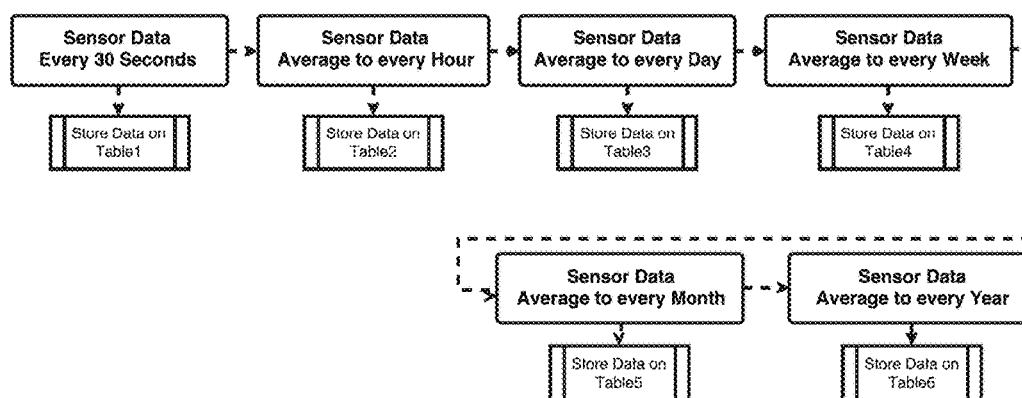 Sensor Data
Every 30 Seconds
Sensor Data
Average to every Hour
Sensor Data
Average to every Day
Sensor Data
Average to every Week
Store Data on
Table1
Store Data on
Table2
Store Data on
Table3
Store Data on
Table4
Sensor Data
Average to every Month
Sensor Data
Average to every Year
Store Data on
Table5
Store Data on
Table6